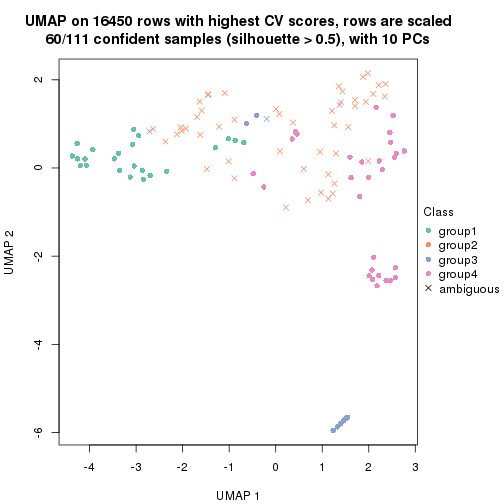 UMAP on 16450 rows with highest CV scores, rows are scaled
60/111 confident samples (silhouette > 0.5), with 10 PCs
2
0
-2
-4
-6
UMAP 2
-4
-3
-2
-1
0
1
2
3
UMAP 1
Class
group1
group2
group3
group4
ambiguous